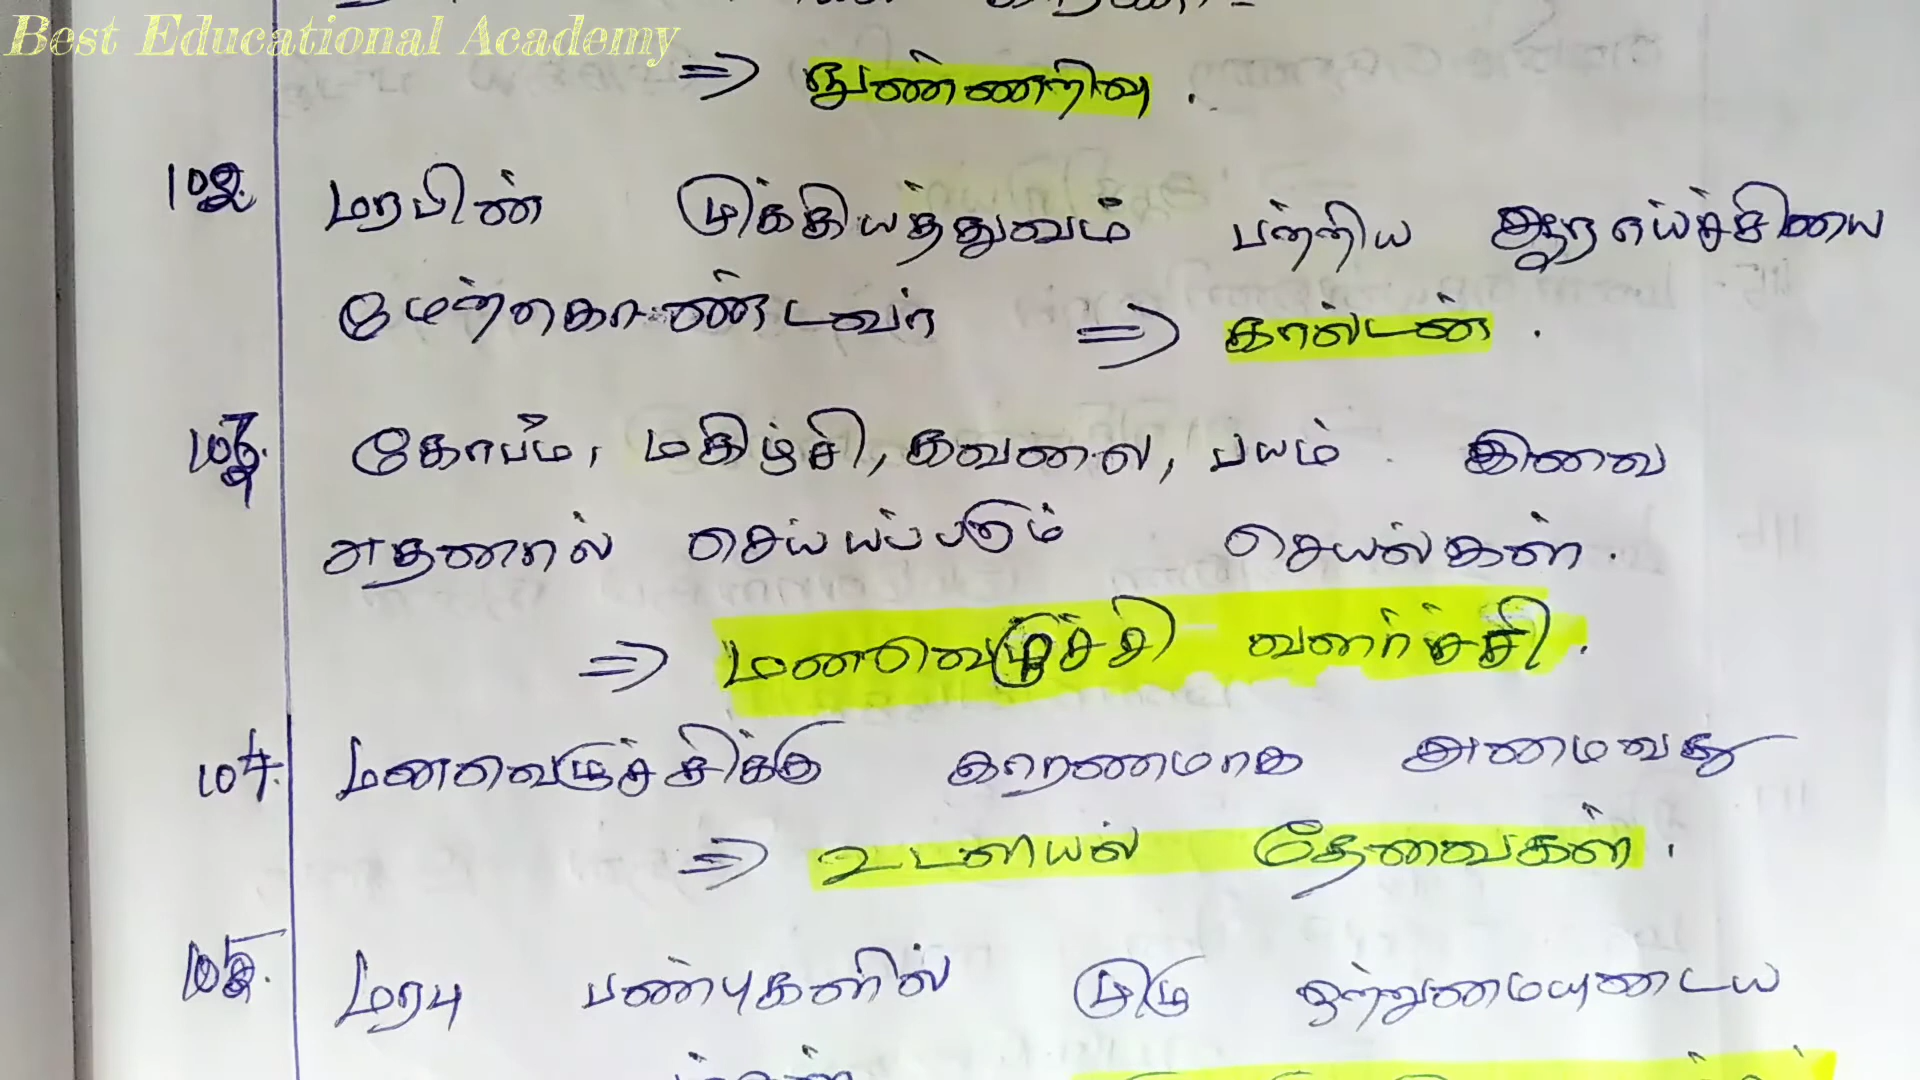 Best Educational Academy
⇒ நுண்ணறிவு .
102. மரபின் முக்கியத்துவம் பற்றிய ஆராய்ச்சியை
மேற்கொண்டவர் ⇒ கால்டன் .
103. கோபம், மகிழ்சி, கவலை, பயம் இவை
அதனால் செய்யப்படும் செயல்கள்.
⇒ மனவெழுச்சி வளர்ச்சி.
104. மனவெழுச்சிக்கு காரணமாக அமைவது
⇒ உடலியல் தேவைகள்.
105. மரபு பண்புகளில் முழு ஒற்றுமையுடைய